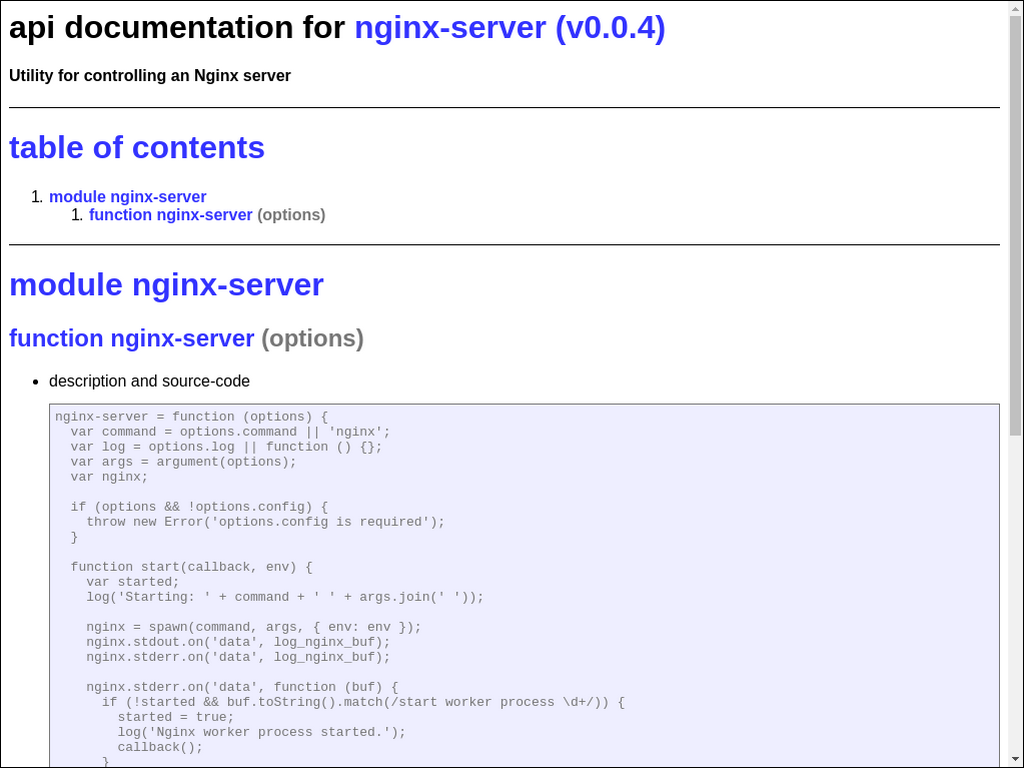 api documentation for nginx-server (v0.0.4)
Utility for controlling an Nginx server
table of contents
1. module nginx-server
1. function nginx-server (options)
module nginx-server
function nginx-server (options)
• description and source-code
nginx-server = function (options) {
  var command = options.command || 'nginx';
  var log = options.log || function () {};
  var args = argument(options);
  var nginx;

  if (options && !options.config) {
    throw new Error('options.config is required');
  }

  function start(callback, env) {
    var started;
    log('Starting: ' + command + ' ' + args.join(' '));

    nginx = spawn(command, args, { env: env });
    nginx.stdout.on('data', log_nginx_buf);
    nginx.stderr.on('data', log_nginx_buf);

    nginx.stderr.on('data', function (buf) {
      if (!started && buf.toString().match(/start worker process \d+/)) {
        started = true;
        log('Nginx worker process started.');
        callback();
      }